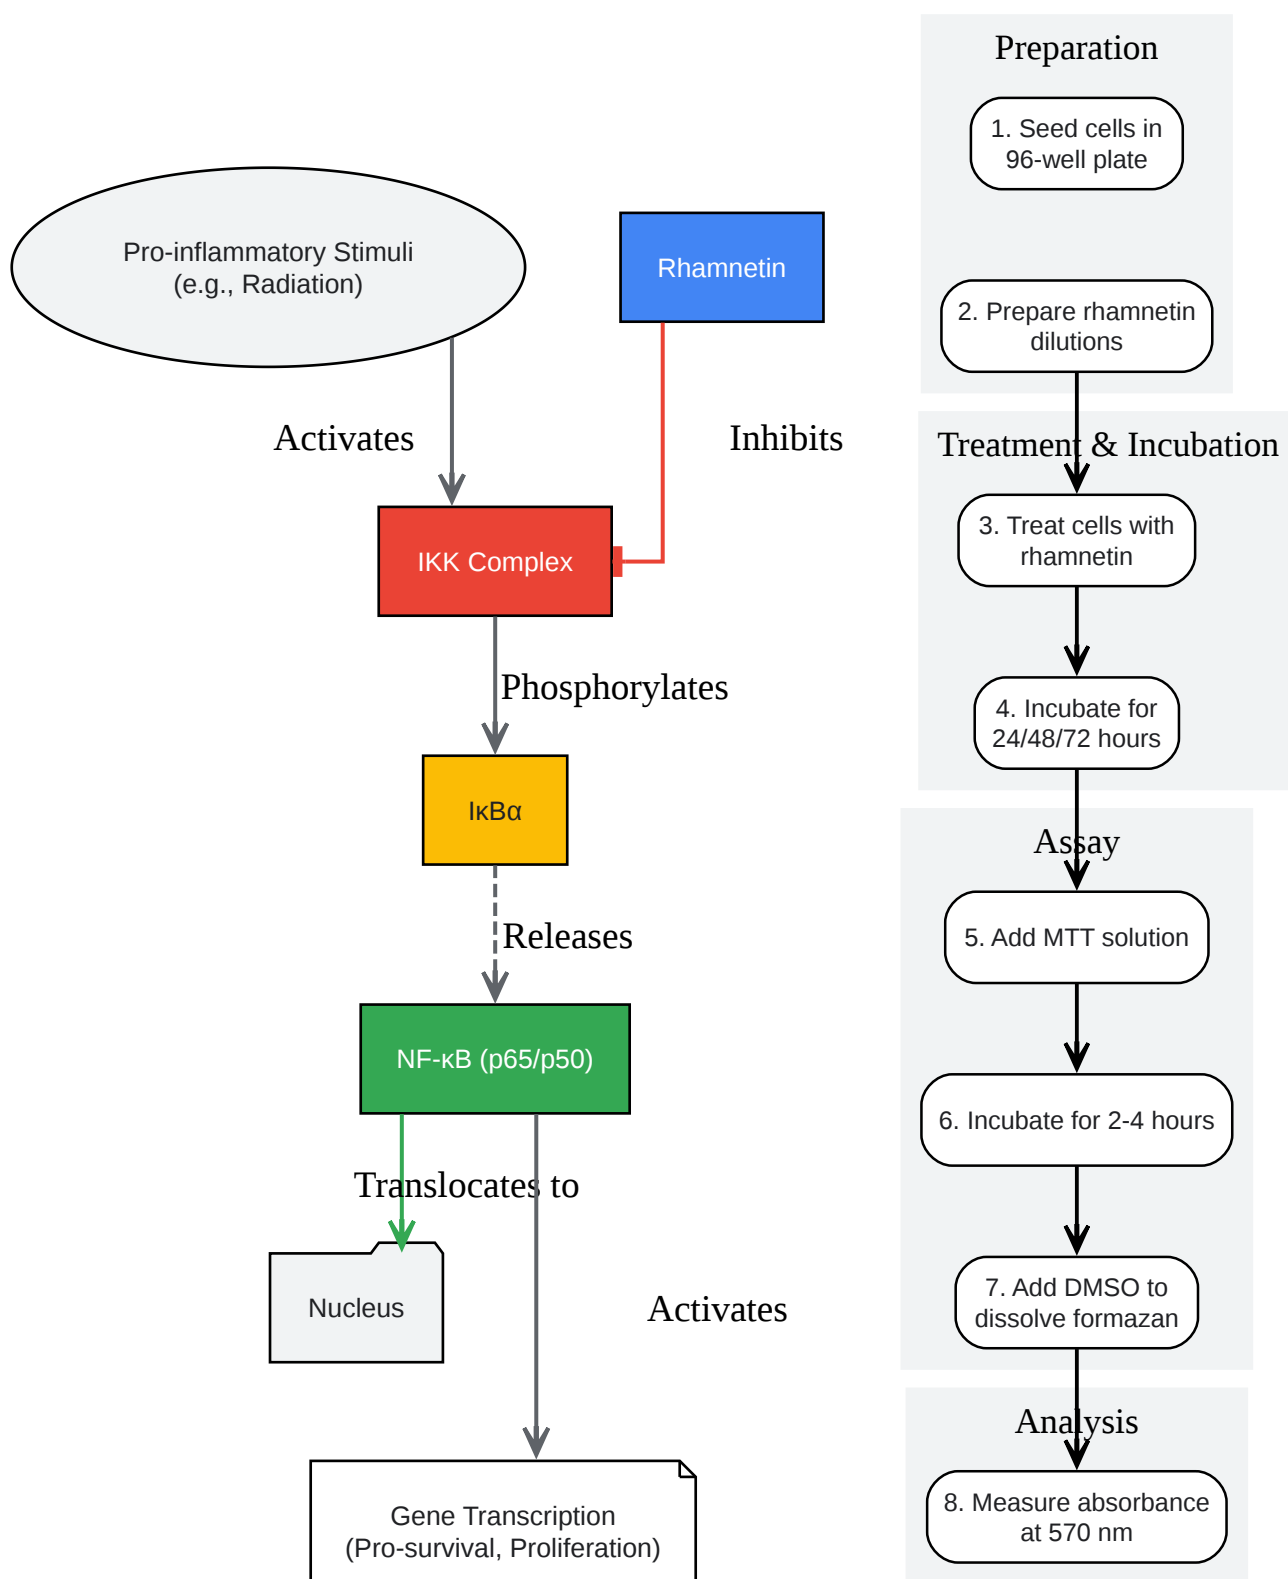 Pro-inflammatory Stimuli
(e.g., Radiation)
Rhamnetin
Activates
Inhibits
IKK Complex
Phosphorylates
IκBα
Releases
NF-κB (p65/p50)
Translocates to
Nucleus
Activates
Gene Transcription
(Pro-survival, Proliferation)
Preparation
1. Seed cells in
96-well plate
2. Prepare rhamnetin
dilutions
Treatment & Incubation
3. Treat cells with
rhamnetin
4. Incubate for
24/48/72 hours
Assay
5. Add MTT solution
6. Incubate for 2-4 hours
7. Add DMSO to
dissolve formazan
Analysis
8. Measure absorbance
at 570 nm